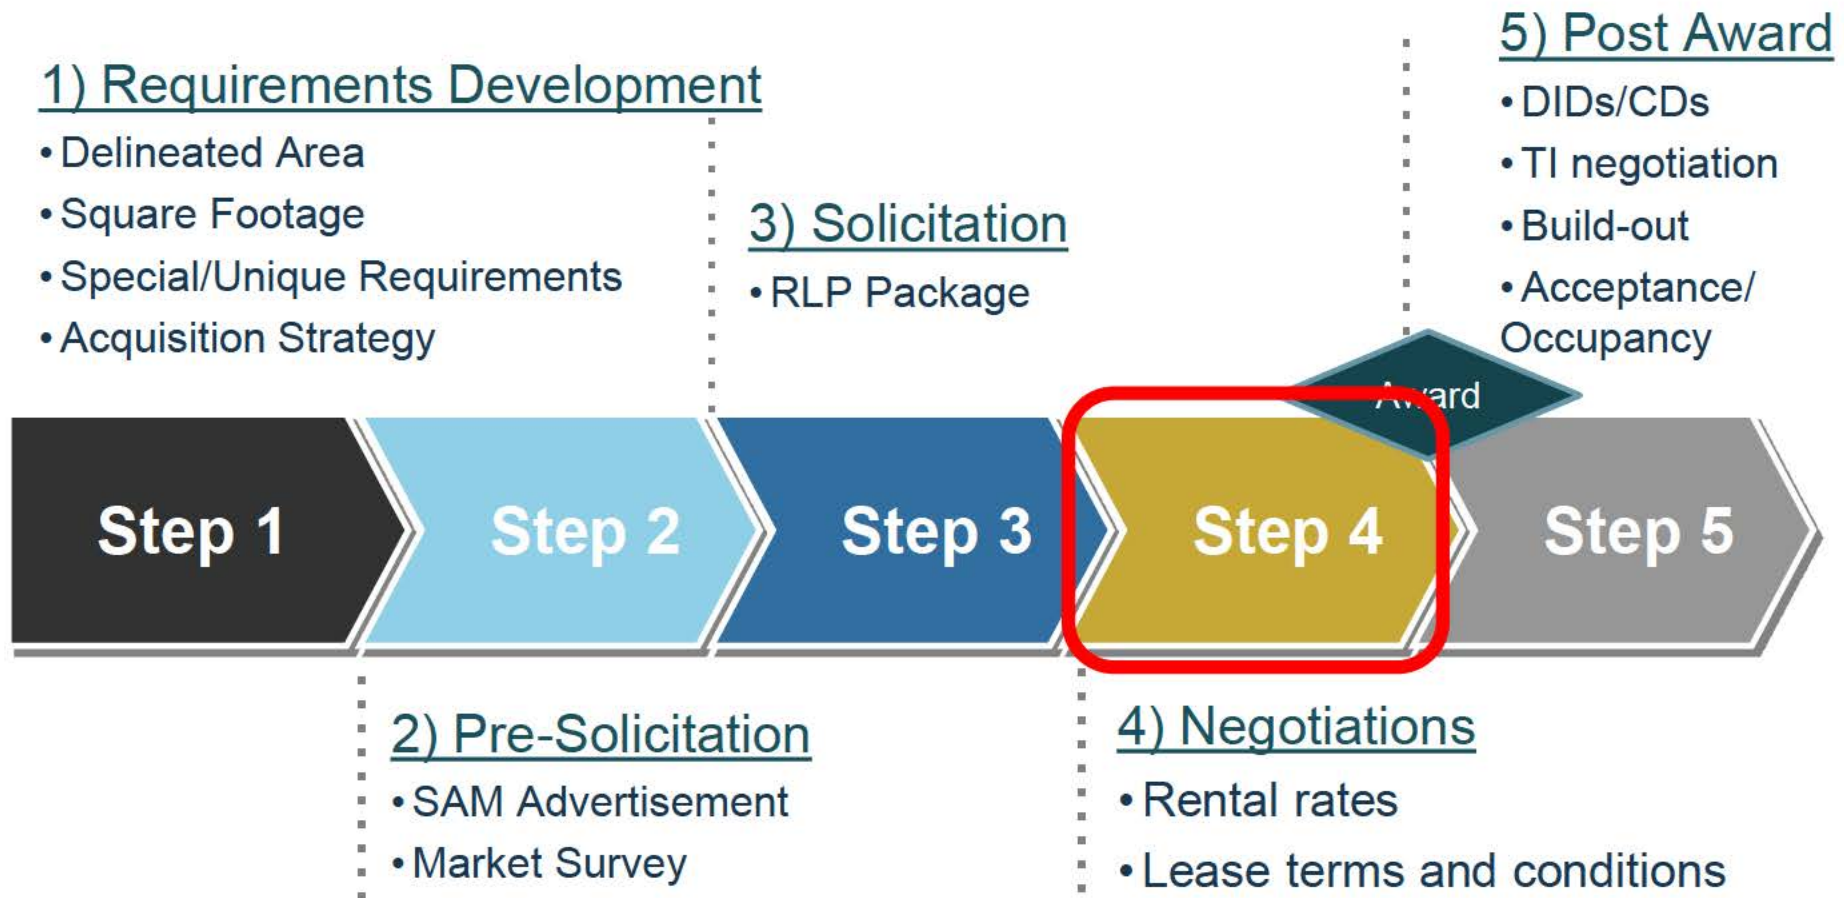 1) Requirements Development
• Delineated Area
• Square Footage
• Special/Unique Requirements
• Acquisition Strategy
3) Solicitation
• RLP Package
5) Post Award
• DIDs/CDs
• TI negotiation
• Build-out
• Acceptance/
Occupancy
Award
Step 1
Step 2
Step 3
Step 4
Step 5
2) Pre-Solicitation
• SAM Advertisement
• Market Survey
4) Negotiations
• Rental rates
• Lease terms and conditions